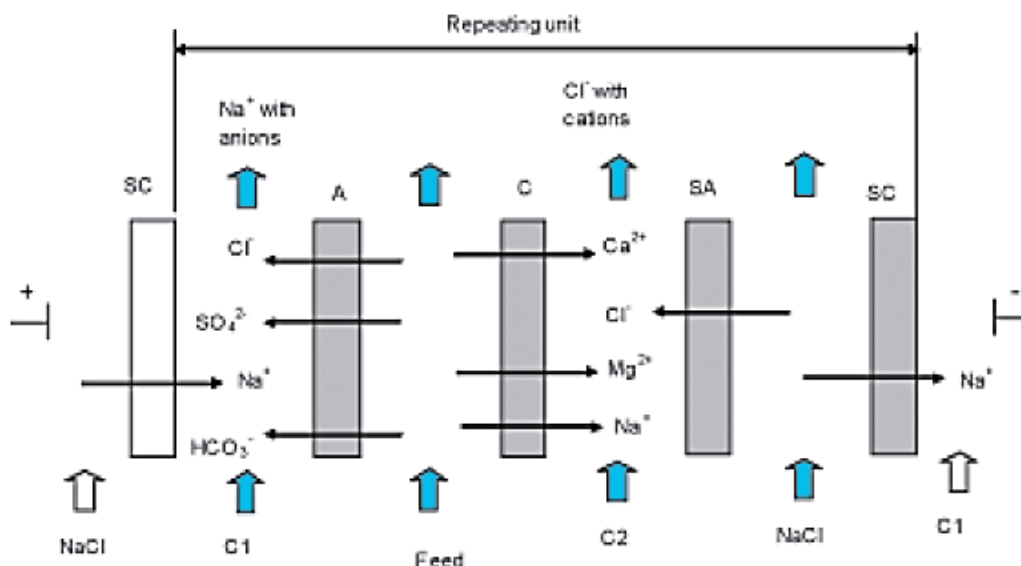 Repeating unit
Na⁺ with
anions
Cl⁻ with
cations
SC
A
C
SA
SC
Cl⁻
Ca²⁺
+
-
SO₄²⁻
Cl⁻
Na⁺
Mg²⁺
Na⁺
HCO₃⁻
Na⁺
NaCl
C1
Feed
C2
NaCl
C1